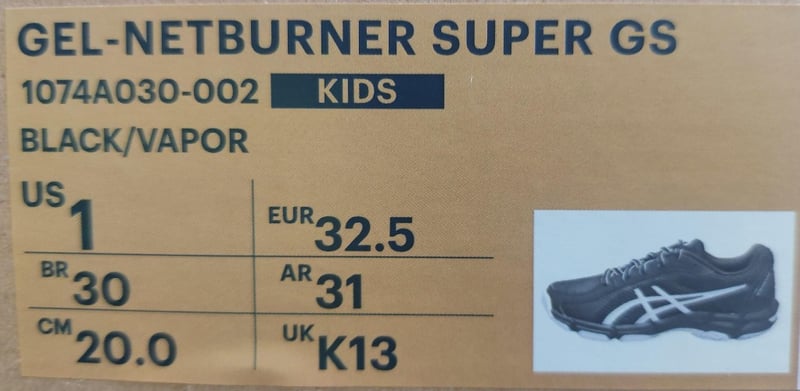 GEL-NETBURNER SUPER GS
1074A030-002 KIDS
BLACK/VAPOR
US 1 EUR 32.5
BR 30 AR 31
CM 20.0 UK K13